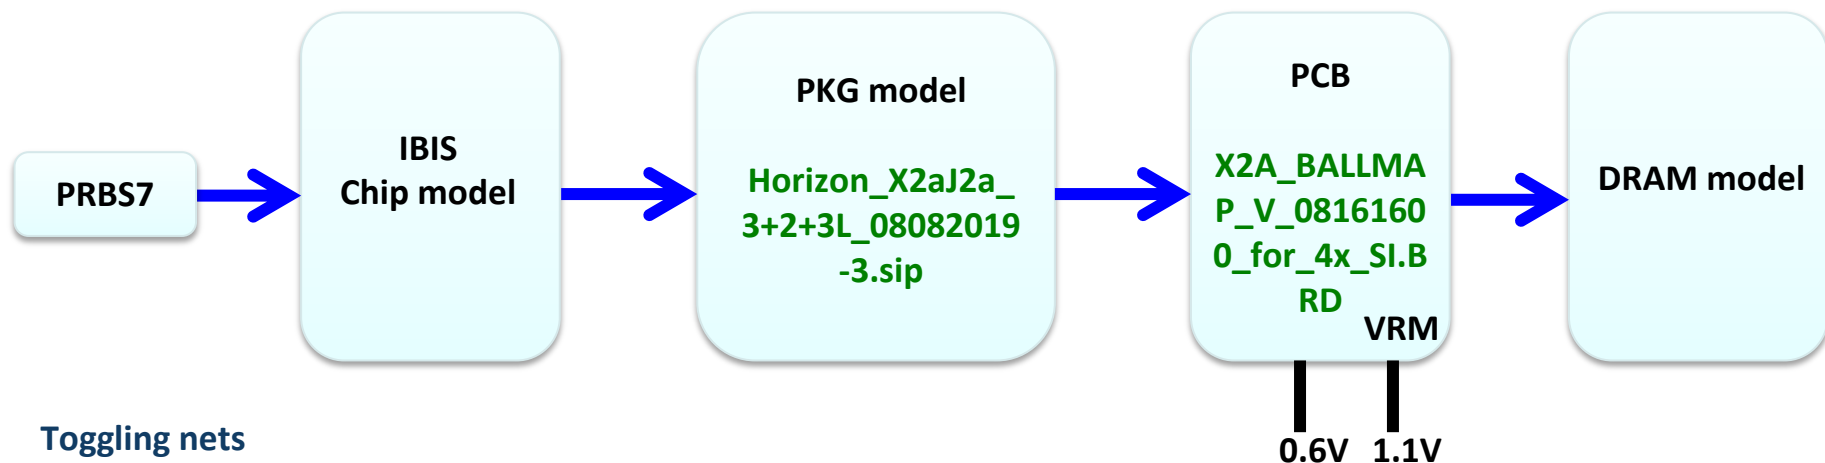 PRBS7
IBIS
Chip model
PKG model
Horizon_X2aJ2a_
3+2+3L_08082019
-3.sip
PCB
X2A_BALLMA
P_V_0816160
0_for_4x_SI.B
RD
VRM
DRAM model
0.6V
1.1V
Toggling nets